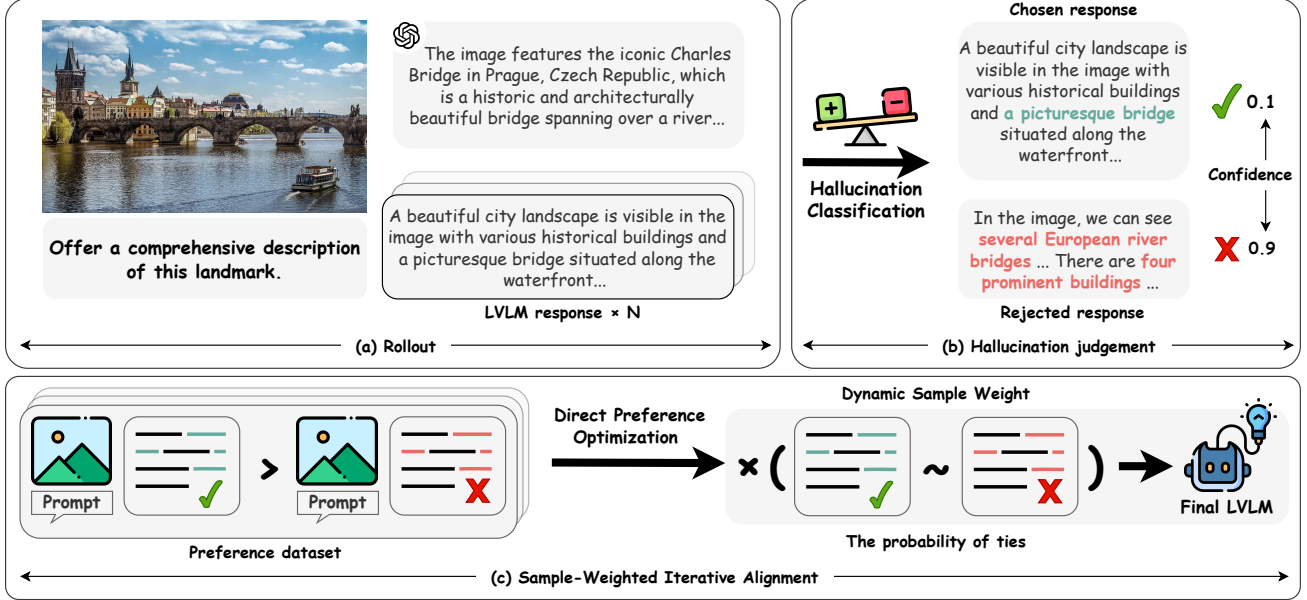 The image features the iconic Charles
Bridge in Prague, Czech Republic, which
is a historic and architecturally
beautiful bridge spanning over a river...
Offer a comprehensive description
of this landmark.
A beautiful city landscape is visible in the
image with various historical buildings and
a picturesque bridge situated along the
waterfront...
LVLM response × N
(a) Rollout
Hallucination
Classification
Chosen response
A beautiful city landscape is
visible in the image with
various historical buildings
and a picturesque bridge
situated along the
waterfront...
0.1
Confidence
In the image, we can see
several European river
bridges ... There are four
prominent buildings ...
0.9
Rejected response
(b) Hallucination judgement
Prompt
>
Prompt
Preference dataset
Direct Preference
Optimization
Dynamic Sample Weight
× ( ~ )
The probability of ties
Final LVLM
(c) Sample-Weighted Iterative Alignment